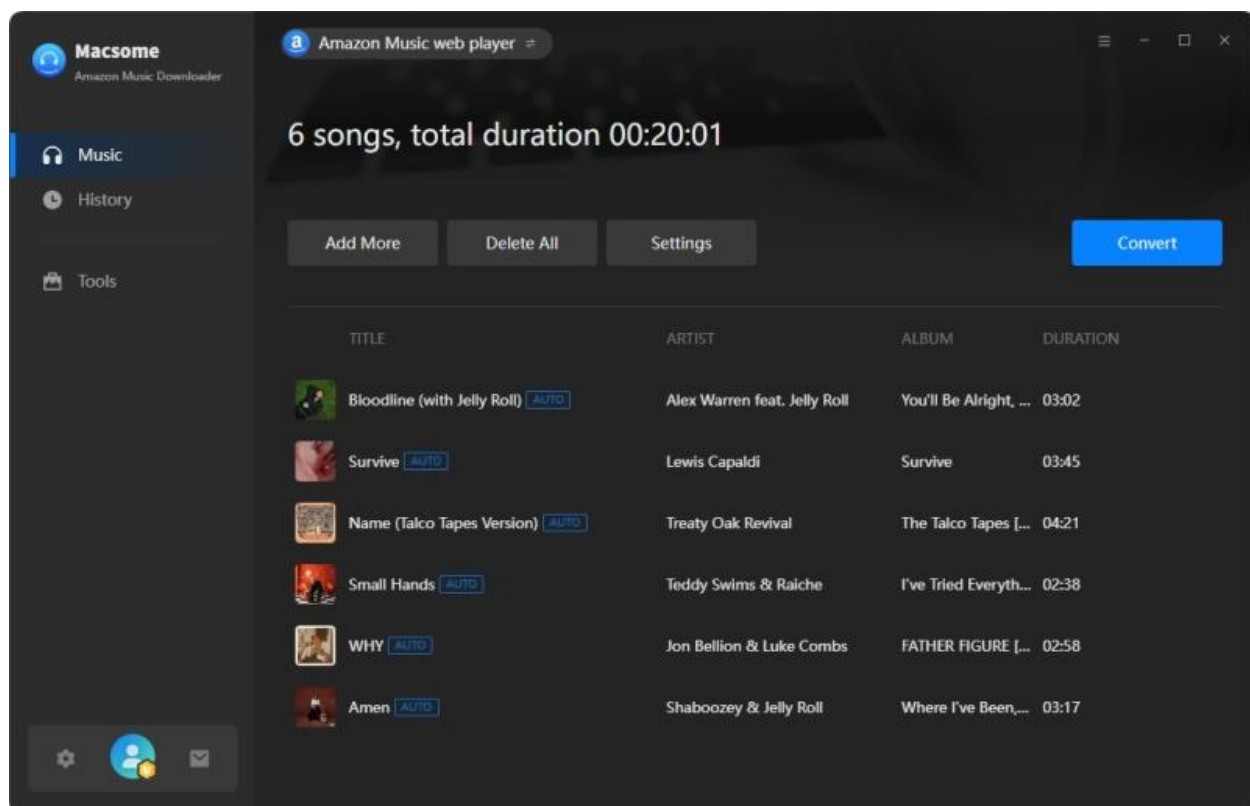 Macsome
Amazon Music Downloader
Music
History
Tools
Amazon Music web player
6 songs, total duration 00:20:01
Add More Delete All Settings Convert
TITLE ARTIST ALBUM DURATION
Bloodline (with Jelly Roll) AUTO Alex Warren feat. Jelly Roll You'll Be Alright, ... 03:02
Survive AUTO Lewis Capaldi Survive 03:45
Name (Talco Tapes Version) AUTO Treaty Oak Revival The Talco Tapes [... 04:21
Small Hands AUTO Teddy Swims & Raiche I've Tried Everyth... 02:38
WHY AUTO Jon Bellion & Luke Combs FATHER FIGURE [... 02:58
Amen AUTO Shaboozey & Jelly Roll Where I've Been,... 03:17